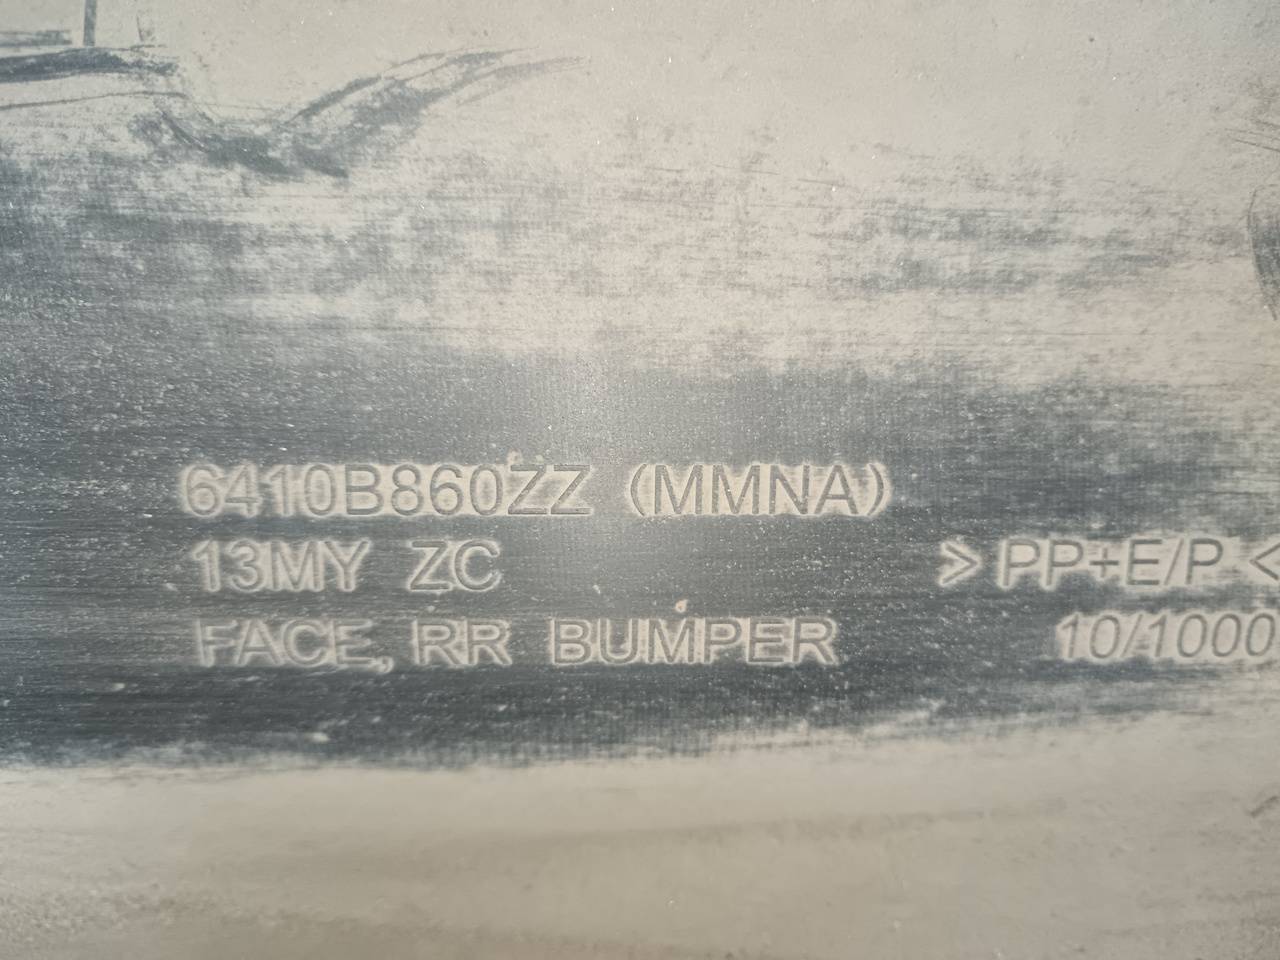 6410B860ZZ (MMNA)
13MY ZC
> PP+E/P <
FACE, RR BUMPER
10/1000